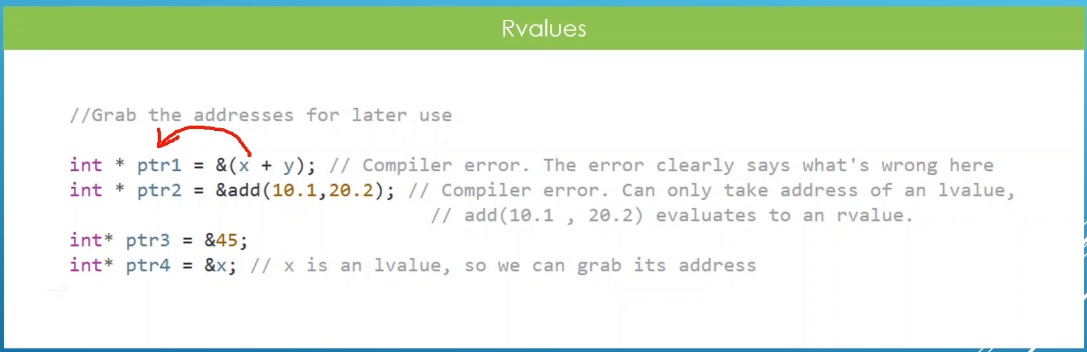 Rvalues
//Grab the addresses for later use
int * ptr1 = &(x + y); // Compiler error. The error clearly says what's wrong here
int * ptr2 = &add(10.1,20.2); // Compiler error. Can only take address of an lvalue,
// add(10.1 , 20.2) evaluates to an rvalue.
int* ptr3 = &45;
int* ptr4 = &x; // x is an lvalue, so we can grab its address